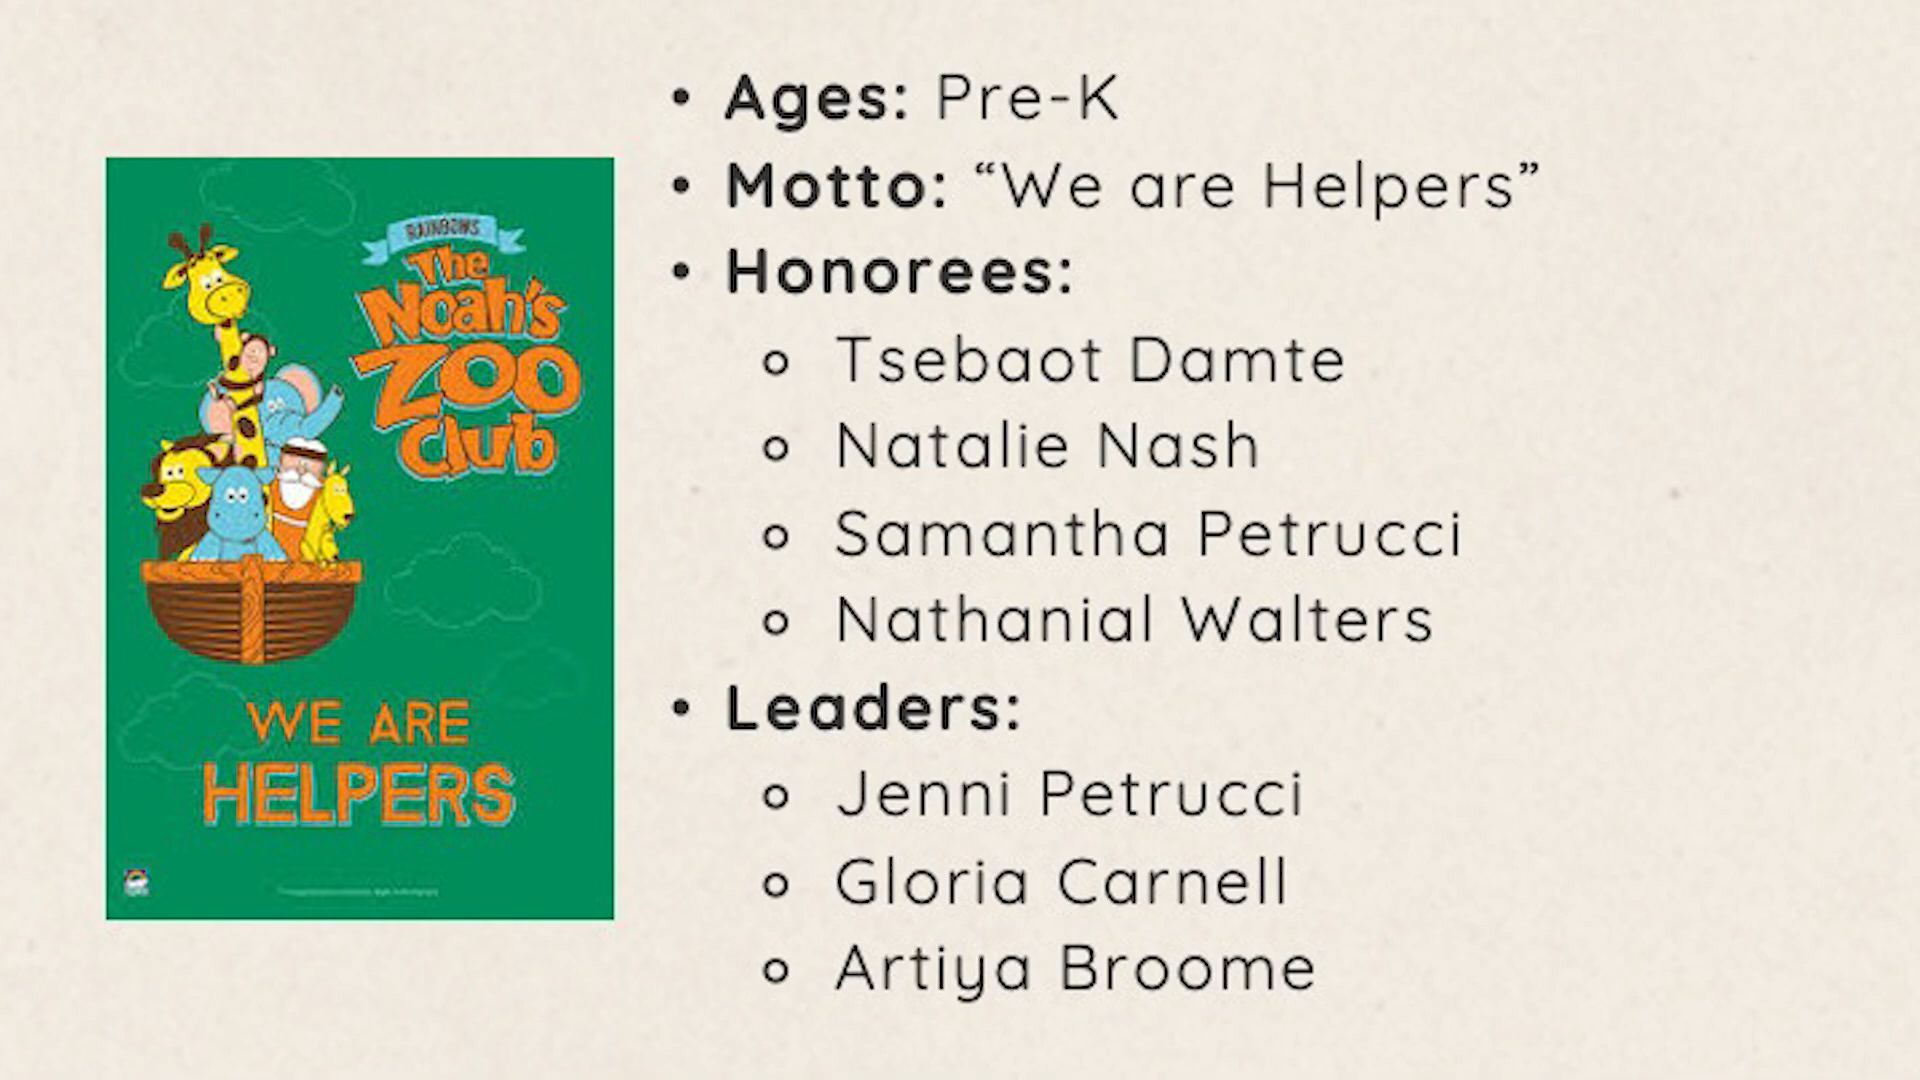 RAINBOWS
The
Noah's
ZOO
Club
WE ARE
HELPERS
• Ages: Pre-K
• Motto: “We are Helpers”
• Honorees:
○ Tsebaot Damte
○ Natalie Nash
○ Samantha Petrucci
○ Nathanial Walters
• Leaders:
○ Jenni Petrucci
○ Gloria Carnell
○ Artiya Broome